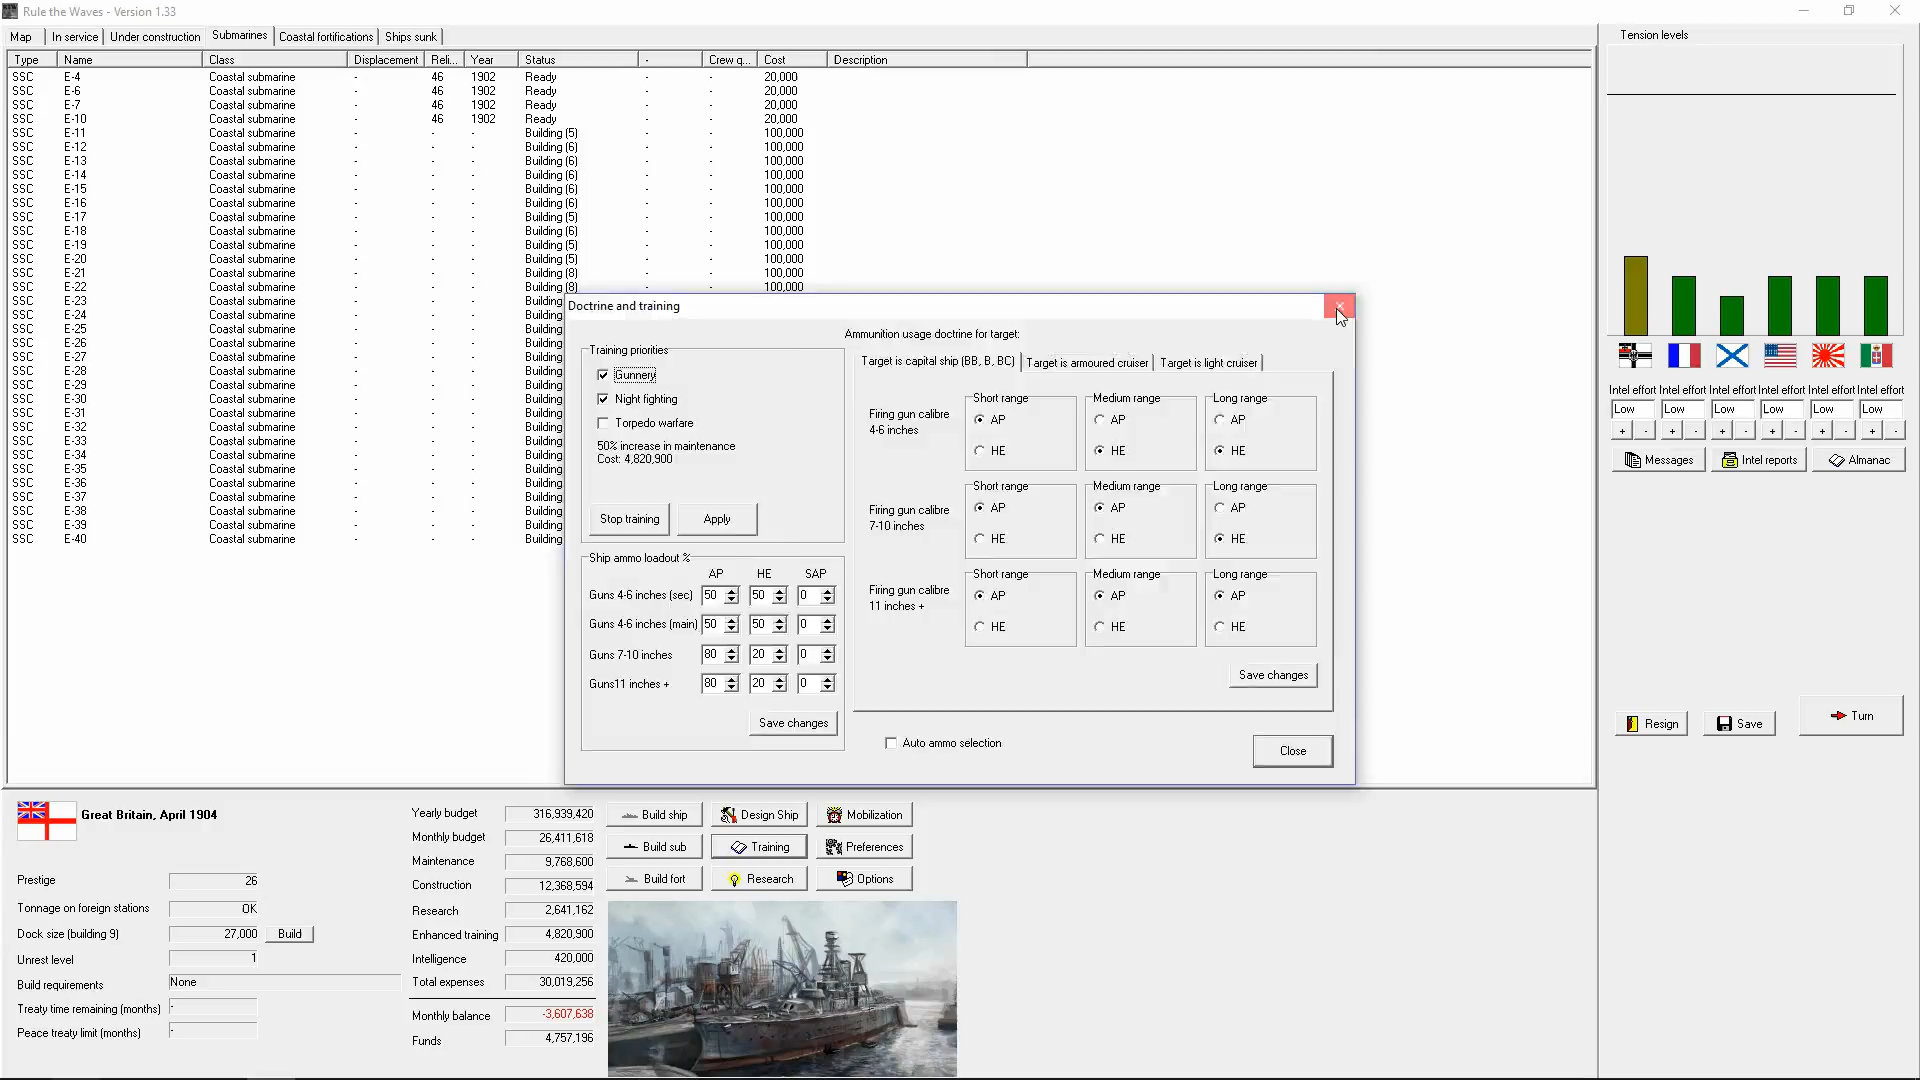 Rule the Waves - Version 1.33
Map In service Under construction Submarines Coastal fortifications Ships sunk
Type Name Class Displacement Reli... Year Status - Crew q... Cost Description
SSC E-4 Coastal submarine - 46 1902 Ready - - 20,000
SSC E-6 Coastal submarine - 46 1902 Ready - - 20,000
SSC E-7 Coastal submarine - 46 1902 Ready - - 20,000
SSC E-10 Coastal submarine - 46 1902 Ready - - 20,000
SSC E-11 Coastal submarine - - - Building (5) - - 100,000
SSC E-12 Coastal submarine - - - Building (6) - - 100,000
SSC E-13 Coastal submarine - - - Building (6) - - 100,000
SSC E-14 Coastal submarine - - - Building (6) - - 100,000
SSC E-15 Coastal submarine - - - Building (6) - - 100,000
SSC E-16 Coastal submarine - - - Building (6) - - 100,000
SSC E-17 Coastal submarine - - - Building (5) - - 100,000
SSC E-18 Coastal submarine - - - Building (6) - - 100,000
SSC E-19 Coastal submarine - - - Building (5) - - 100,000
SSC E-20 Coastal submarine - - - Building (5) - - 100,000
SSC E-21 Coastal submarine - - - Building (8) - - 100,000
SSC E-22 Coastal submarine - - - Building (8) - - 100,000
SSC E-23 Coastal submarine - - - Building
SSC E-24 Coastal submarine - - - Building
SSC E-25 Coastal submarine - - - Building
SSC E-26 Coastal submarine - - - Building
SSC E-27 Coastal submarine - - - Building
SSC E-28 Coastal submarine - - - Building
SSC E-29 Coastal submarine - - - Building
SSC E-30 Coastal submarine - - - Building
SSC E-31 Coastal submarine - - - Building
SSC E-32 Coastal submarine - - - Building
SSC E-33 Coastal submarine - - - Building
SSC E-34 Coastal submarine - - - Building
SSC E-35 Coastal submarine - - - Building
SSC E-36 Coastal submarine - - - Building
SSC E-37 Coastal submarine - - - Building
SSC E-38 Coastal submarine - - - Building
SSC E-39 Coastal submarine - - - Building
SSC E-40 Coastal submarine - - - Building
Doctrine and training
Training priorities
Gunnery
Night fighting
Torpedo warfare
50% increase in maintenance
Cost: 4,820,900
Stop training Apply
Ship ammo loadout %
AP HE SAP
Guns 4-6 inches (sec) 50 50 0
Guns 4-6 inches (main) 50 50 0
Guns 7-10 inches 80 20 0
Guns11 inches + 80 20 0
Save changes
Ammunition usage doctrine for target:
Target is capital ship (BB, B, BC) Target is armoured cruiser Target is light cruiser
Short range Medium range Long range
Firing gun calibre
4-6 inches
AP AP AP
HE HE HE
Short range Medium range Long range
Firing gun calibre
7-10 inches
AP AP AP
HE HE HE
Short range Medium range Long range
Firing gun calibre
11 inches +
AP AP AP
HE HE HE
Save changes
Auto ammo selection
Close
Tension levels
Intel effort Intel effort Intel effort Intel effort Intel effort Intel effort
Low Low Low Low Low Low
+ - + - + - + - + - + -
Messages Intel reports Almanac
Resign Save Turn
Great Britain, April 1904
Prestige 26
Tonnage on foreign stations OK
Dock size (building 9) 27,000 Build
Unrest level 1
Build requirements None
Treaty time remaining (months) -
Peace treaty limit (months) -
Yearly budget 316,939,420
Monthly budget 26,411,618
Maintenance 9,768,600
Construction 12,368,594
Research 2,641,162
Enhanced training 4,820,900
Intelligence 420,000
Total expenses 30,019,256
Monthly balance -3,607,638
Funds 4,757,196
Build ship Design Ship Mobilization
Build sub Training Preferences
Build fort Research Options